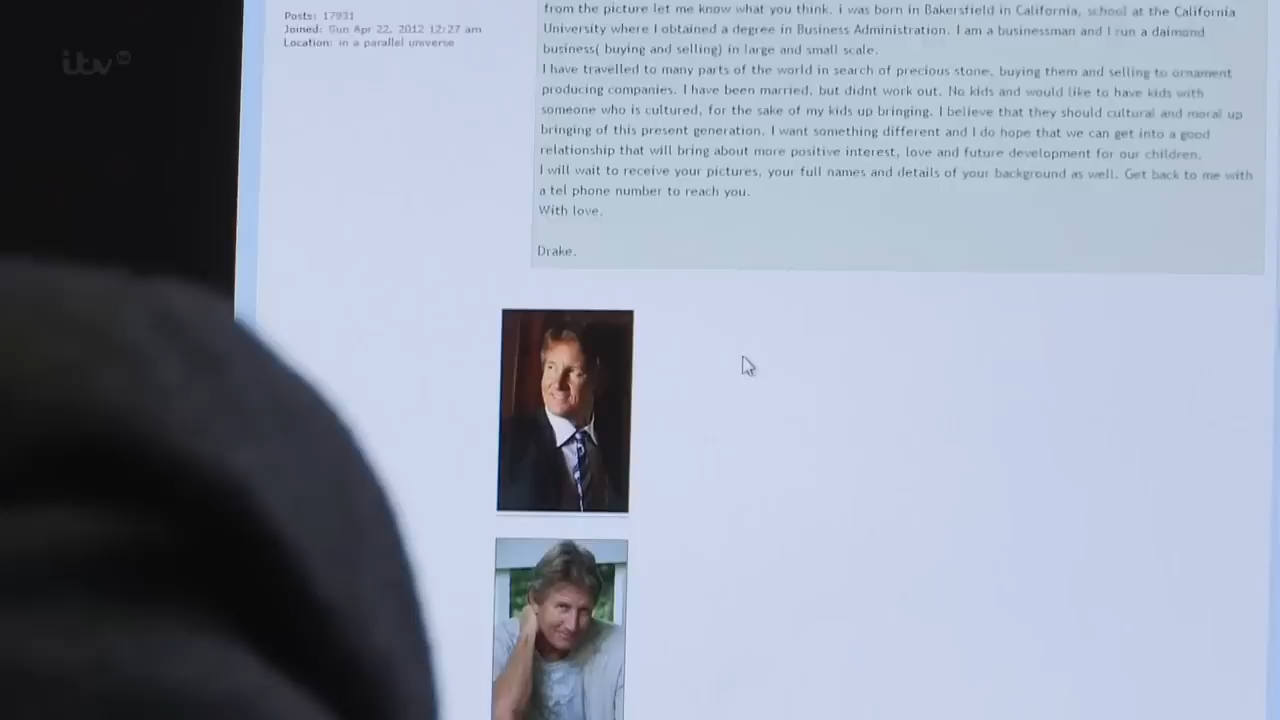 itv
Posts: 17931
Joined: Sun Apr 22, 2012 12:27 am
Location: in a parallel universe
from the picture let me know what you think. i was born in Bakersfield in California, school at the California
University where I obtained a degree in Business Administration. I am a businessman and I run a daimond
business( buying and selling) in large and small scale.
I have travelled to many parts of the world in search of precious stone, buying them and selling to ornament
producing companies. I have been married, but didnt work out. No kids and would like to have kids with
someone who is cultured, for the sake of my kids up bringing. I believe that they should cultural and moral up
bringing of this present generation. I want something different and I do hope that we can get into a good
relationship that will bring about more positive interest, love and future development for our children.
I will wait to receive your pictures, your full names and details of your background as well. Get back to me with
a tel phone number to reach you.
With love.
Drake.